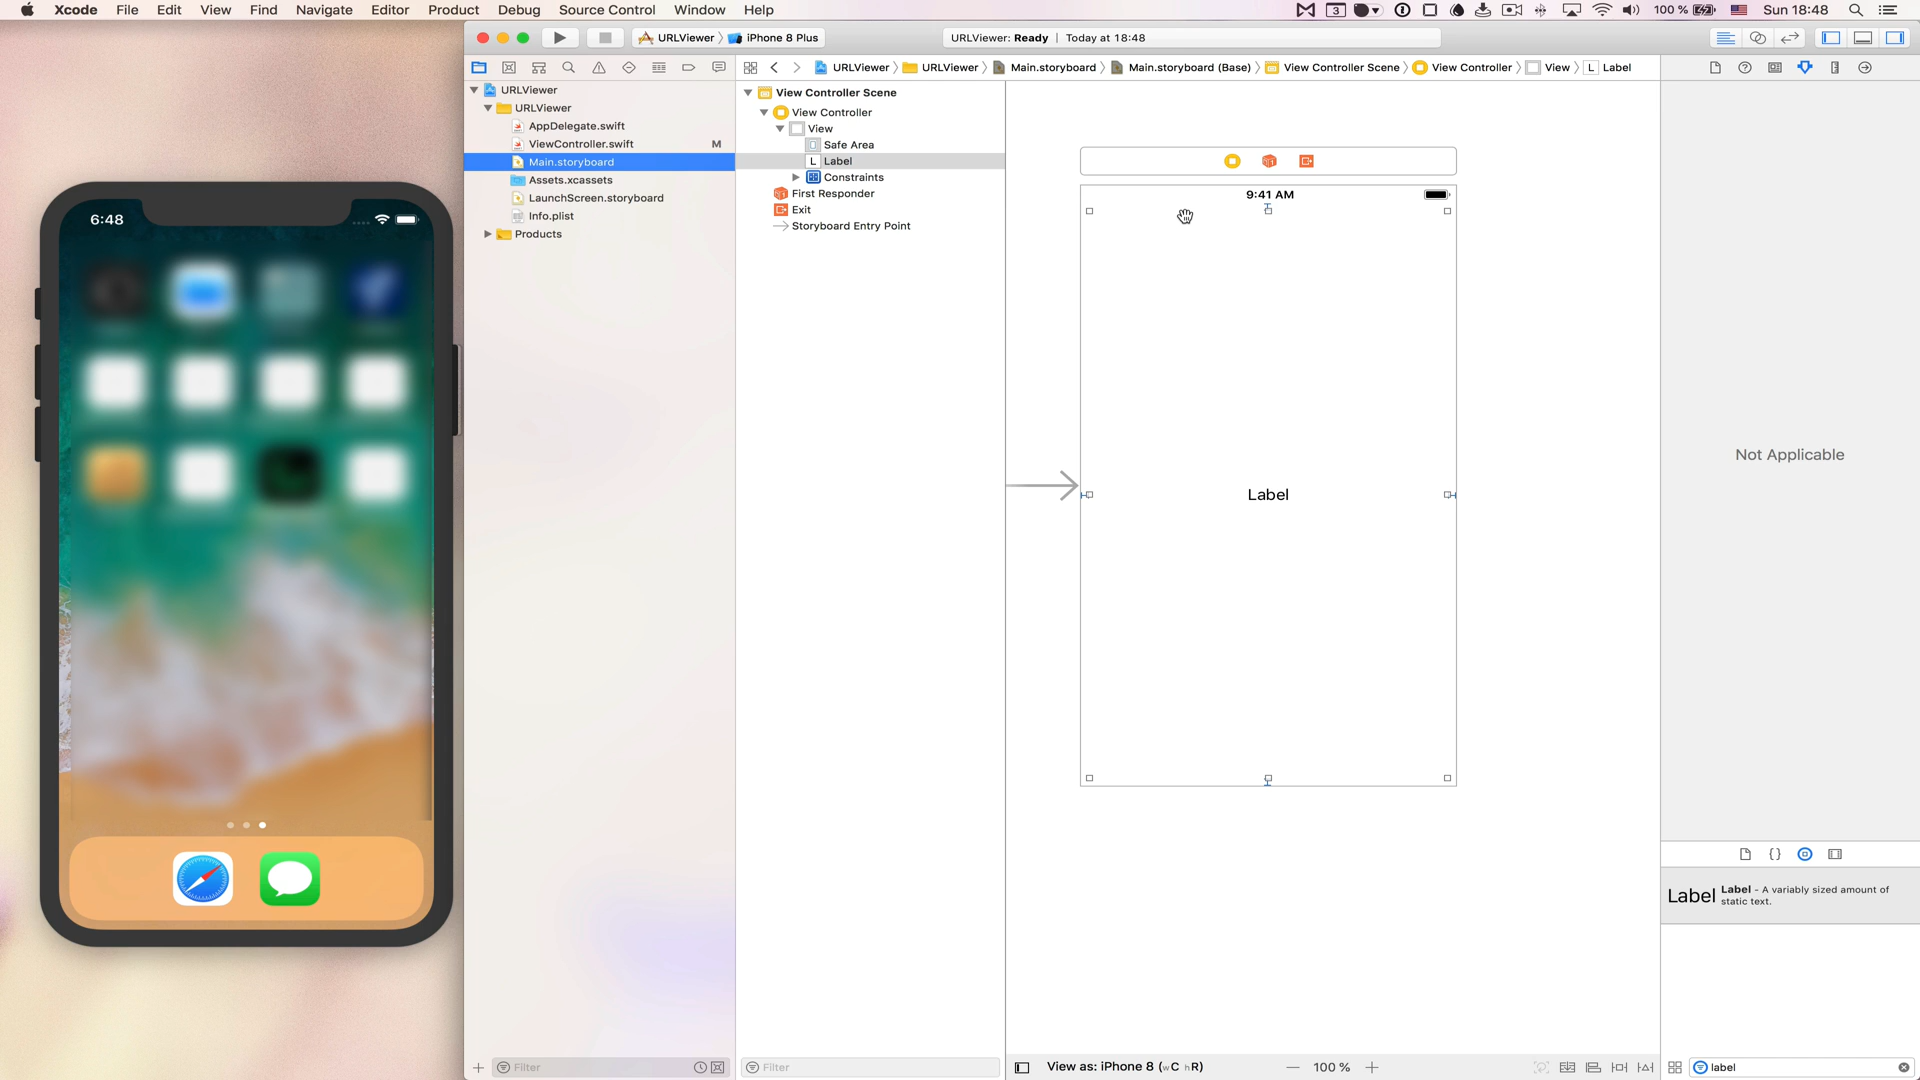 Xcode File Edit View Find Navigate Editor Product Debug Source Control Window Help
3 100 % Sun 18:48
URLViewer iPhone 8 Plus
URLViewer: Ready | Today at 18:48
URLViewer URLViewer Main.storyboard Main.storyboard (Base) View Controller Scene View Controller View L Label
URLViewer
URLViewer
AppDelegate.swift
ViewController.swift M
Main.storyboard
Assets.xcassets
LaunchScreen.storyboard
Info.plist
Products
View Controller Scene
View Controller
View
Safe Area
L Label
Constraints
First Responder
Exit
Storyboard Entry Point
6:48
9:41 AM
Label
Not Applicable
{}
Label Label - A variably sized amount of
static text.
Filter
Filter
View as: iPhone 8 (wC hR)
100 %
label